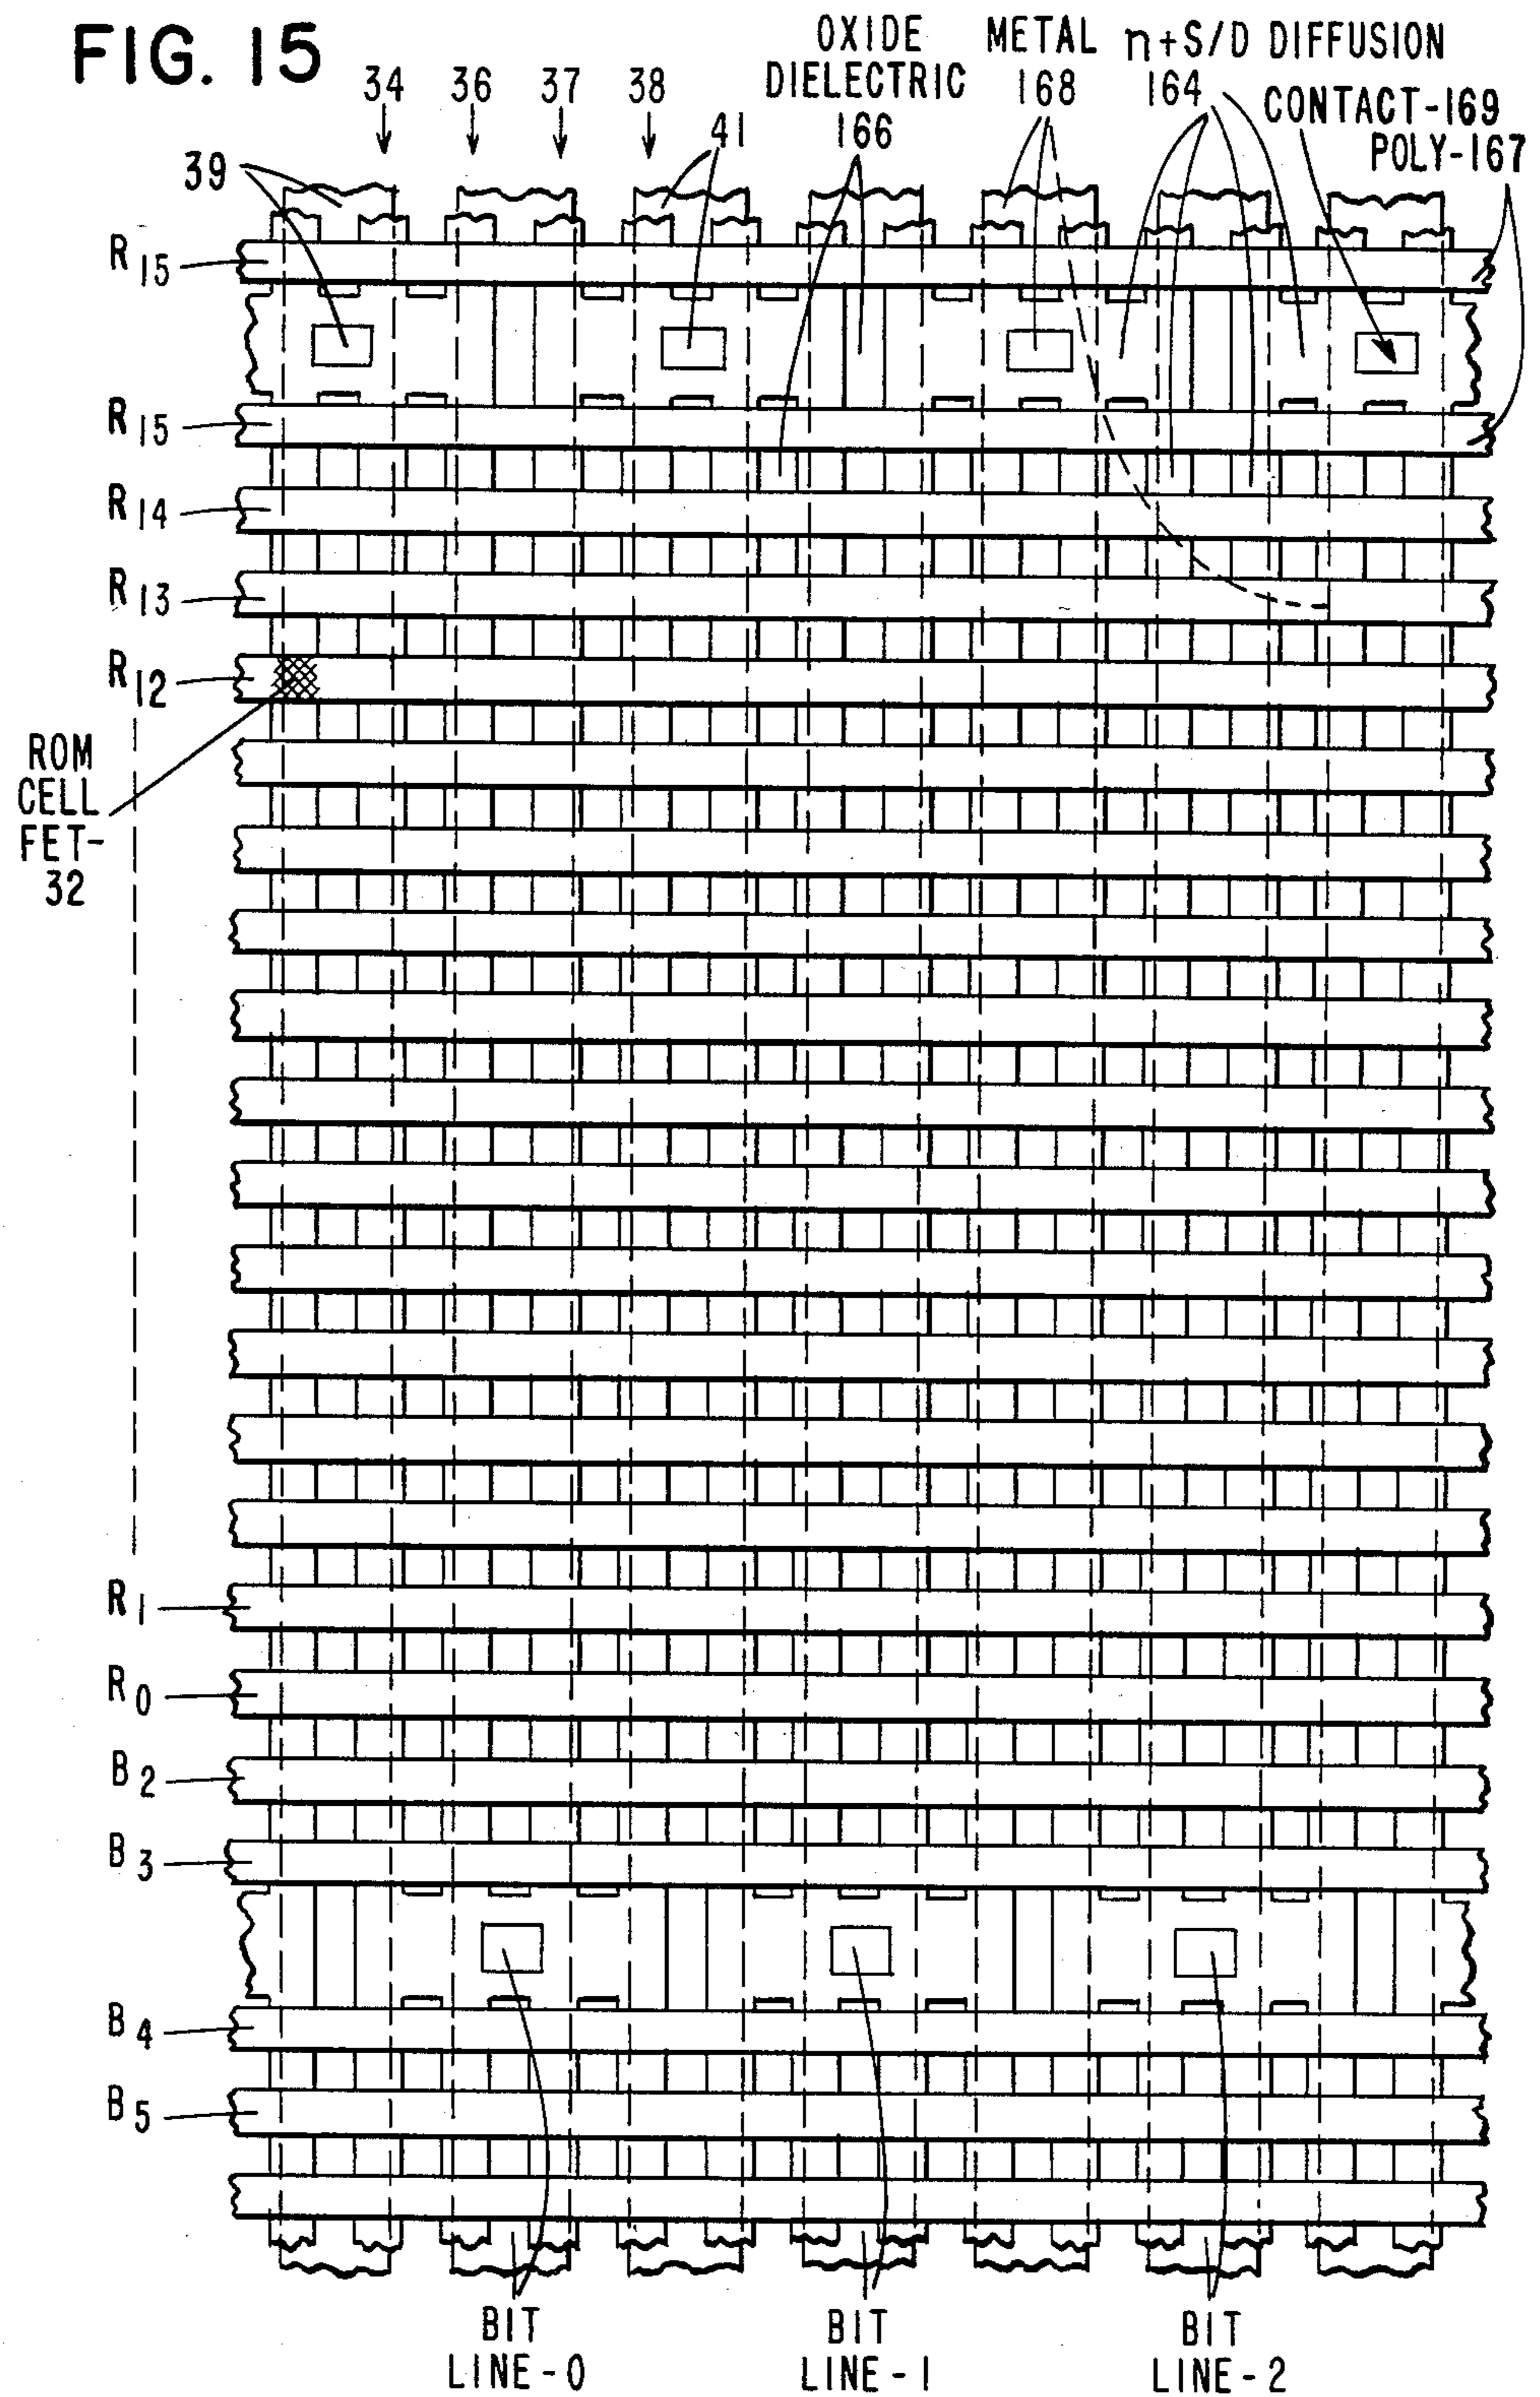 FIG. 15
34
36
37
38
OXIDE
DIELECTRIC
166
METAL
168
n+S/D DIFFUSION
164
CONTACT-169
POLY-167
39
41
R15
R15
R14
R13
R12
ROM
CELL
FET-
32
R1
R0
B2
B3
B4
B5
BIT
LINE-0
BIT
LINE-1
BIT
LINE-2